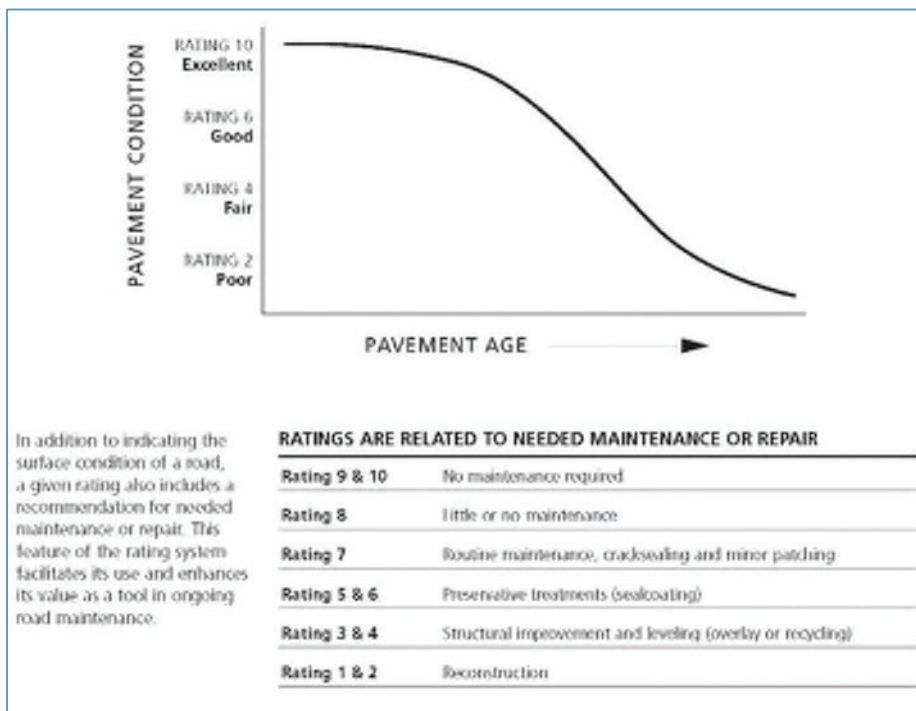 PAVEMENT CONDITION
RATING 10
Excellent
RATING 6
Good
RATING 4
Fair
RATING 2
Poor
PAVEMENT AGE
In addition to indicating the
surface condition of a road,
a given rating also includes a
recommendation for needed
maintenance or repair. This
feature of the rating system
facilitates its use and enhances
its value as a tool in ongoing
road maintenance.
RATINGS ARE RELATED TO NEEDED MAINTENANCE OR REPAIR
Rating 9 & 10 No maintenance required
Rating 8 Little or no maintenance
Rating 7 Routine maintenance, cracksealing and minor patching
Rating 5 & 6 Preservative treatments (sealcoating)
Rating 3 & 4 Structural improvement and leveling (overlay or recycling)
Rating 1 & 2 Reconstruction